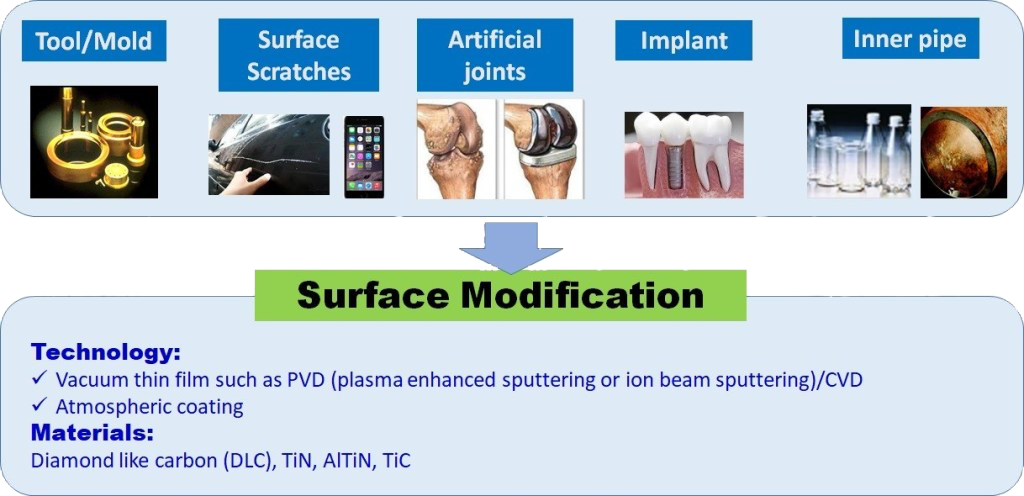 Tool/Mold
Surface
Scratches
Artificial
joints
Implant
Inner pipe
Surface Modification
Technology:
✓ Vacuum thin film such as PVD (plasma enhanced sputtering or ion beam sputtering)/CVD
✓ Atmospheric coating
Materials:
Diamond like carbon (DLC), TiN, AlTiN, TiC